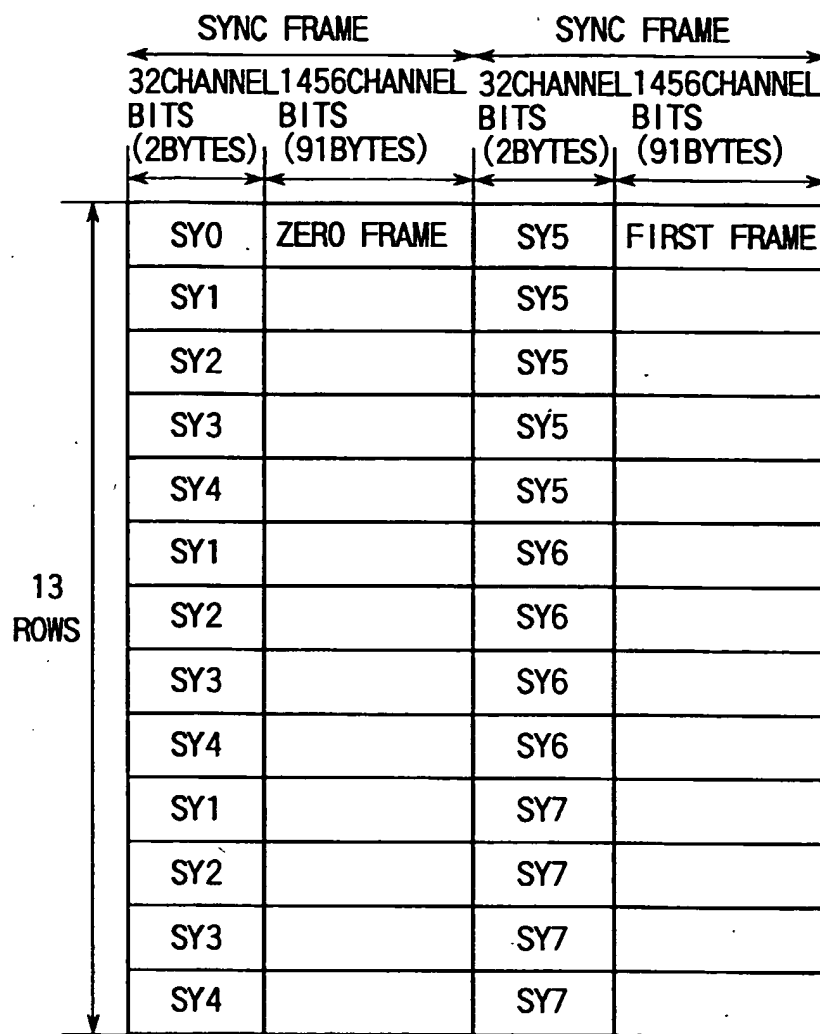 SYNC FRAME SYNC FRAME
32CHANNEL 1456CHANNEL 32CHANNEL 1456CHANNEL
BITS BITS BITS BITS
(2BYTES) (91BYTES) (2BYTES) (91BYTES)
SY0 ZERO FRAME SY5 FIRST FRAME
SY1 SY5
SY2 SY5
SY3 SY5
SY4 SY5
SY1 SY6
13
ROWS
SY2 SY6
SY3 SY6
SY4 SY6
SY1 SY7
SY2 SY7
SY3 SY7
SY4 SY7